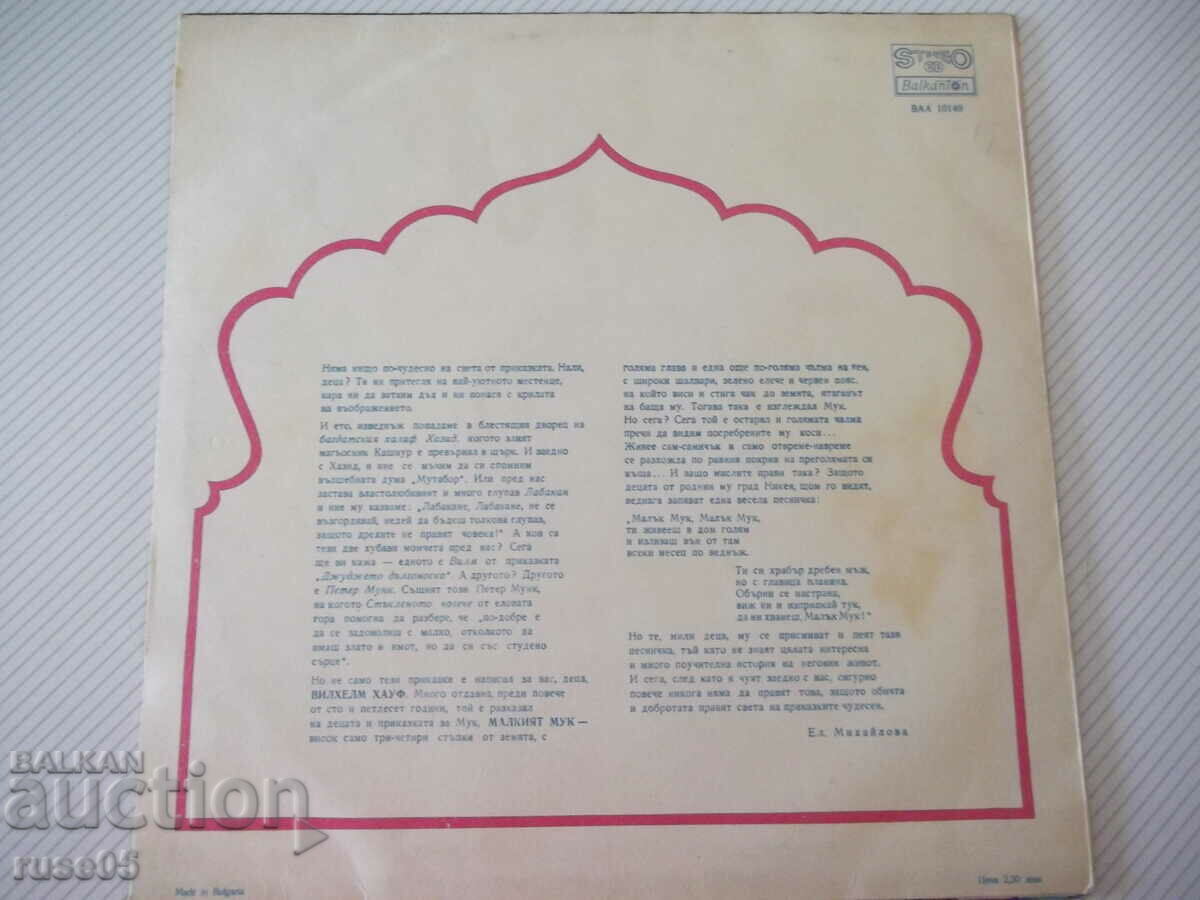 STEREO
Balkanton
ВАА 10149
Няма нищо по-чудесно на света от приказката. Нали,
деца? Тя ни притегля на най-уютното местенце,
кара ни да затаим дъх и ни понася с крилата
на въображението.
И ето, изведнъж попадаме в блестящия дворец на
багдатския халиф Хазид, когото злият
магьосник Кашнур е превърнал в щърк. И заедно
с Хазид, и ние се мъчим да си спомним
вълшебната дума „Мутабор“. Или пред нас
застава властолюбивият и много глупав Лабакан
и ние му казваме: „Лабакане, Лабакане, не се
възгордявай, недей да бъдеш толкова глупав,
защото дрехите не правят човека!“ А кои са
тези две хубави момчета пред нас? Сега
ще ви кажа — едното е Вили от приказката
„Джуджето дългоноско“. А другото? Другото
е Петер Мунк. Същият този Петер Мунк,
на когото Стъкленото човече от еловата
гора помогна да разбере, че „по-добре е
да се задоволиш с малко, отколкото да
имаш злато и имот, но да си със студено
сърце“.
Но не само тези приказки е написал за вас, деца,
ВИЛХЕЛМ ХАУФ. Много отдавна, преди повече
от сто и петдесет години, той е разказал
на децата и приказката за Мук, МАЛКИЯТ МУК —
висок само три-четири стъпки от земята, с
голяма глава и една още по-голяма чалма на нея,
с широки шалвари, зелено елече и червен пояс,
на който виси и стига чак до земята, ятаганът
на баща му. Тогава така е изглеждал Мук.
Но сега? Сега той е остарял и голямата чалма
пречи да видим посребрените му коси...
Живее сам-самичък и само отвреме-навреме
се разхожда по равния покрив на преголямата си
къща... И защо мислите прави така? Защото
децата от родния му град Никея, щом го видят,
веднага запяват една весела песничка:
„Малък Мук, Малък Мук,
ти живееш в дом голям
и излизаш вън от там
всеки месец по веднъж.
Ти си храбър дребен мъж,
но с главица планина.
Обърни се настрана,
виж ни и изприпкай тук,
да ни хванеш, Малък Мук!“
Но те, мили деца, му се присмиват и пеят тази
песничка, тъй като не знаят цялата интересна
и много поучителна история на неговия живот.
И сега, след като я чуят заедно с вас, сигурно
повече никога няма да правят това, защото обичта
и добротата правят света на приказките чудесен.
Ел. Михайлова
Made in Bulgaria
Цена 2,30 лева
BALKAN
auction
ruse05